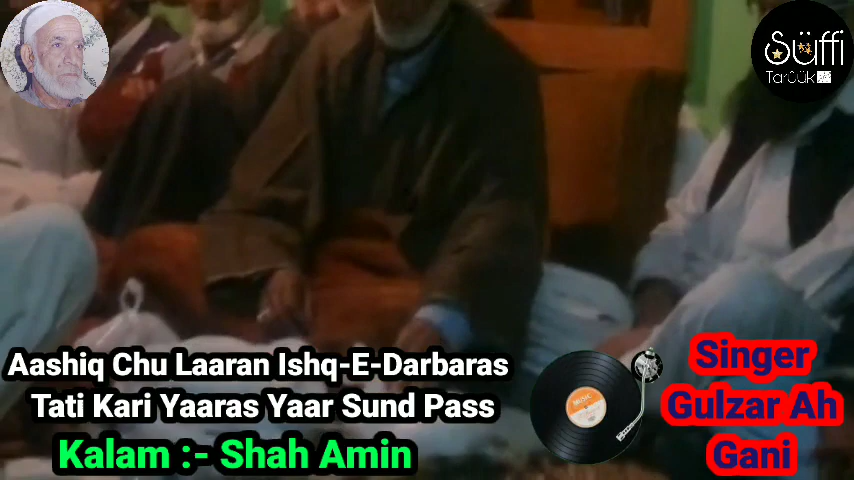 Süffi
Aashiq Chu Laaran Ishq-E-Darbaras
Tati Kari Yaaras Yaar Sund Pass
Kalam :- Shah Amin
Singer
Gulzar Ah
Gani
MUSIC